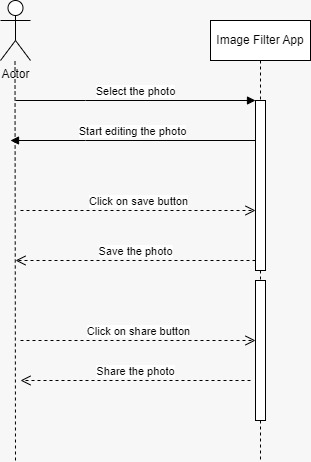 Image Filter App
Actor
Select the photo
Start editing the photo
Click on save button
Save the photo
Click on share button
Share the photo